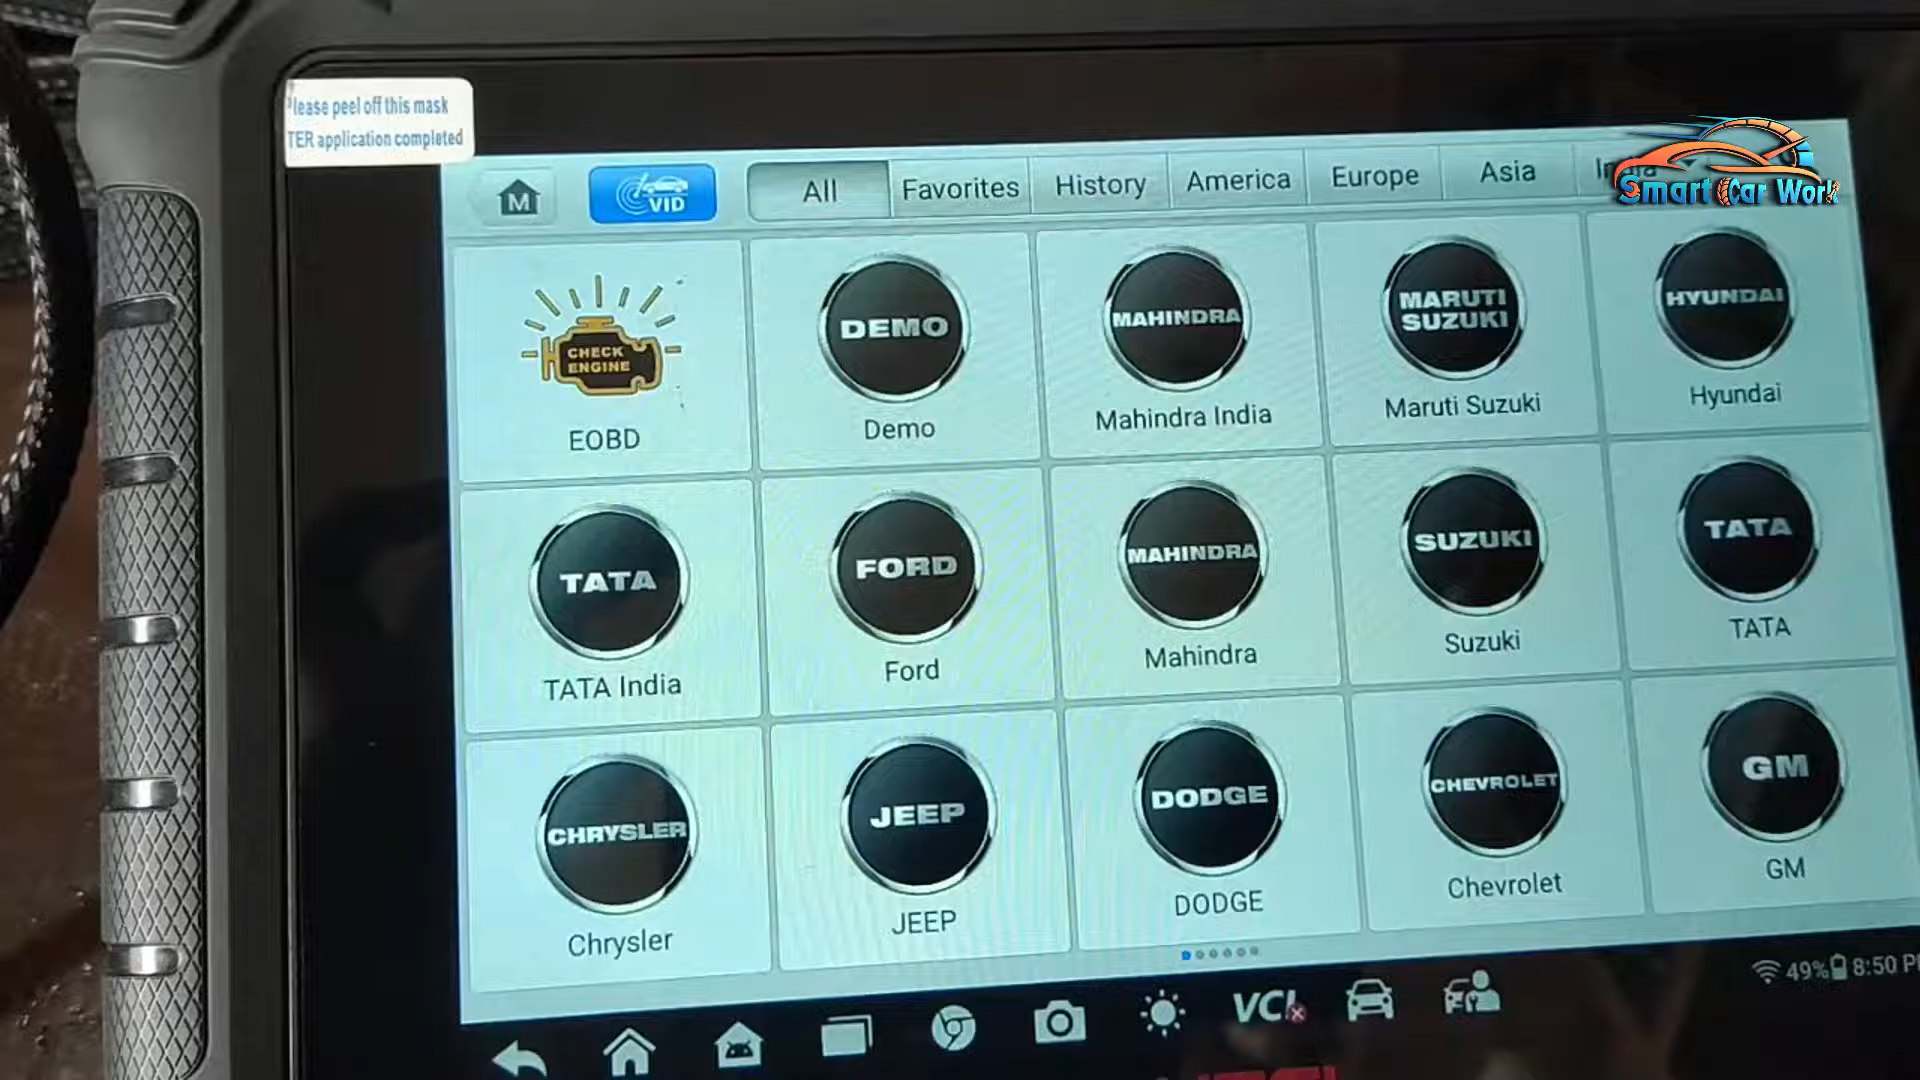 lease peel off this mask
TER application completed
M
VID
All
Favorites
History
America
Europe
Asia
Smart Car Work
CHECK
ENGINE
EOBD
DEMO
Demo
MAHINDRA
Mahindra India
MARUTI
SUZUKI
Maruti Suzuki
HYUNDAI
Hyundai
TATA
TATA India
FORD
Ford
MAHINDRA
Mahindra
SUZUKI
Suzuki
TATA
TATA
CHRYSLER
Chrysler
JEEP
JEEP
DODGE
DODGE
CHEVROLET
Chevrolet
GM
GM
49% 8:50 P
VCI